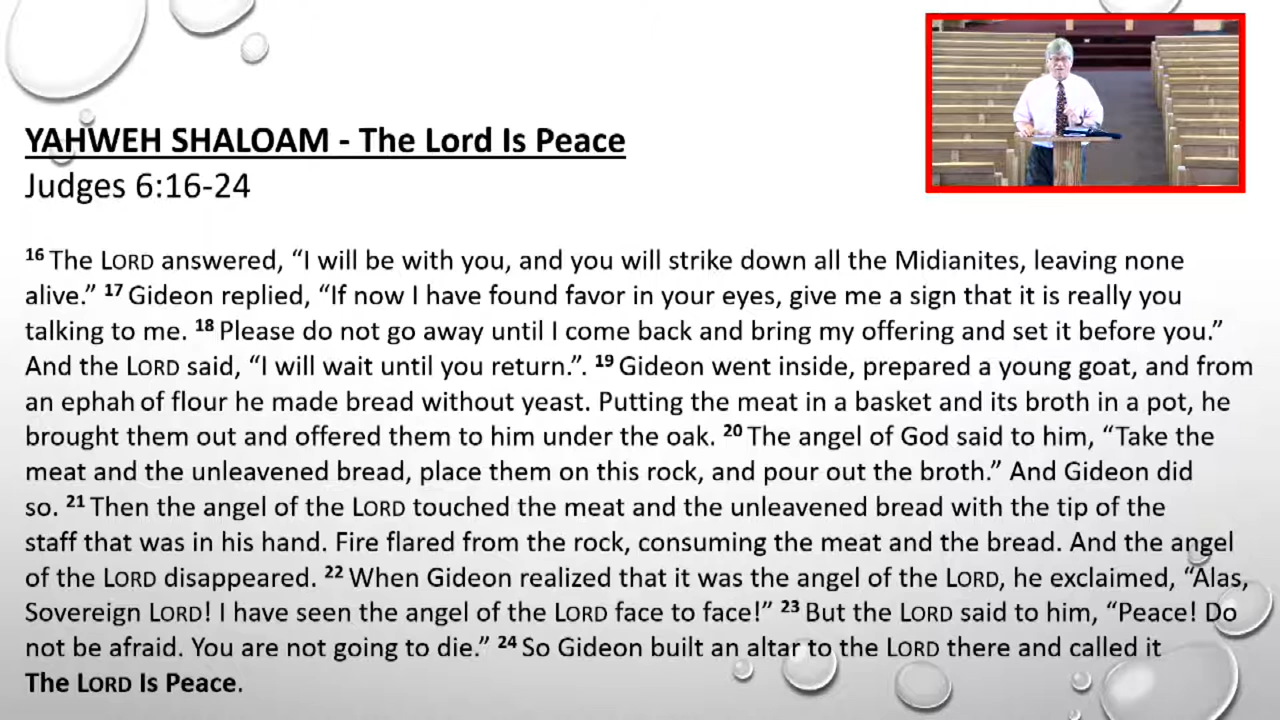 YAHWEH SHALOAM - The Lord Is Peace
Judges 6:16-24
16 The LORD answered, “I will be with you, and you will strike down all the Midianites, leaving none
alive.” 17 Gideon replied, “If now I have found favor in your eyes, give me a sign that it is really you
talking to me. 18 Please do not go away until I come back and bring my offering and set it before you.”
And the LORD said, “I will wait until you return.”. 19 Gideon went inside, prepared a young goat, and from
an ephah of flour he made bread without yeast. Putting the meat in a basket and its broth in a pot, he
brought them out and offered them to him under the oak. 20 The angel of God said to him, “Take the
meat and the unleavened bread, place them on this rock, and pour out the broth.” And Gideon did
so. 21 Then the angel of the LORD touched the meat and the unleavened bread with the tip of the
staff that was in his hand. Fire flared from the rock, consuming the meat and the bread. And the angel
of the LORD disappeared. 22 When Gideon realized that it was the angel of the LORD, he exclaimed, “Alas,
Sovereign LORD! I have seen the angel of the LORD face to face!” 23 But the LORD said to him, “Peace! Do
not be afraid. You are not going to die.” 24 So Gideon built an altar to the LORD there and called it
The LORD Is Peace.